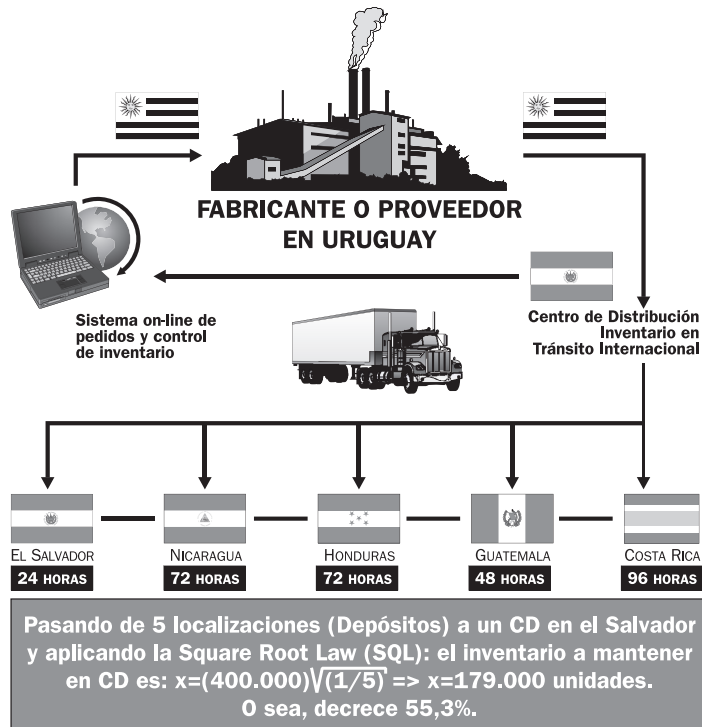 FABRICANTE O PROVEEDOR
EN URUGUAY
Sistema on-line de
pedidos y control
de inventario
Centro de Distribución
Inventario en
Tránsito Internacional
EL SALVADOR
24 HORAS
NICARAGUA
72 HORAS
HONDURAS
72 HORAS
GUATEMALA
48 HORAS
COSTA RICA
96 HORAS
Pasando de 5 localizaciones (Depósitos) a un CD en el Salvador
y aplicando la Square Root Law (SQL): el inventario a mantener
en CD es: x=(400.000)√(1/5) => x=179.000 unidades.
O sea, decrece 55,3%.